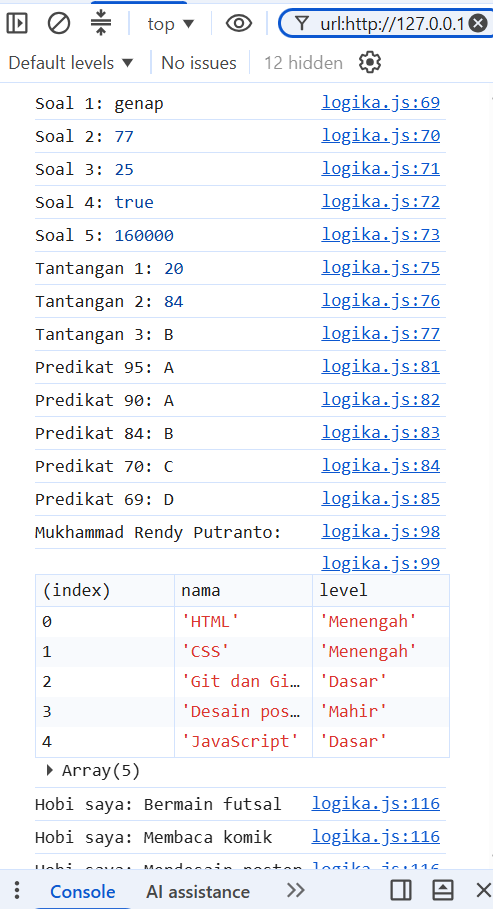 top
url:http://127.0.0.1
Default levels
No issues
12 hidden
Soal 1: genap logika.js:69
Soal 2: 77 logika.js:70
Soal 3: 25 logika.js:71
Soal 4: true logika.js:72
Soal 5: 160000 logika.js:73
Tantangan 1: 20 logika.js:75
Tantangan 2: 84 logika.js:76
Tantangan 3: B logika.js:77
Predikat 95: A logika.js:81
Predikat 90: A logika.js:82
Predikat 84: B logika.js:83
Predikat 70: C logika.js:84
Predikat 69: D logika.js:85
Mukhammad Rendy Putranto: logika.js:98
logika.js:99
(index) nama level
0 'HTML' 'Menengah'
1 'CSS' 'Menengah'
2 'Git dan Gi… 'Dasar'
3 'Desain pos… 'Mahir'
4 'JavaScript' 'Dasar'
Array(5)
Hobi saya: Bermain futsal logika.js:116
Hobi saya: Membaca komik logika.js:116
Hobi saya: Mendesain poster logika.js:116
Console AI assistance